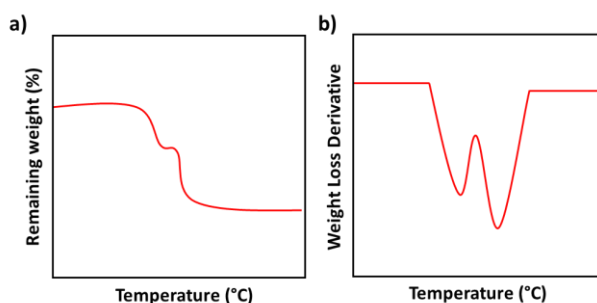 a)
Remaining weight (%)
Temperature (°C)
b)
Weight Loss Derivative
Temperature (°C)